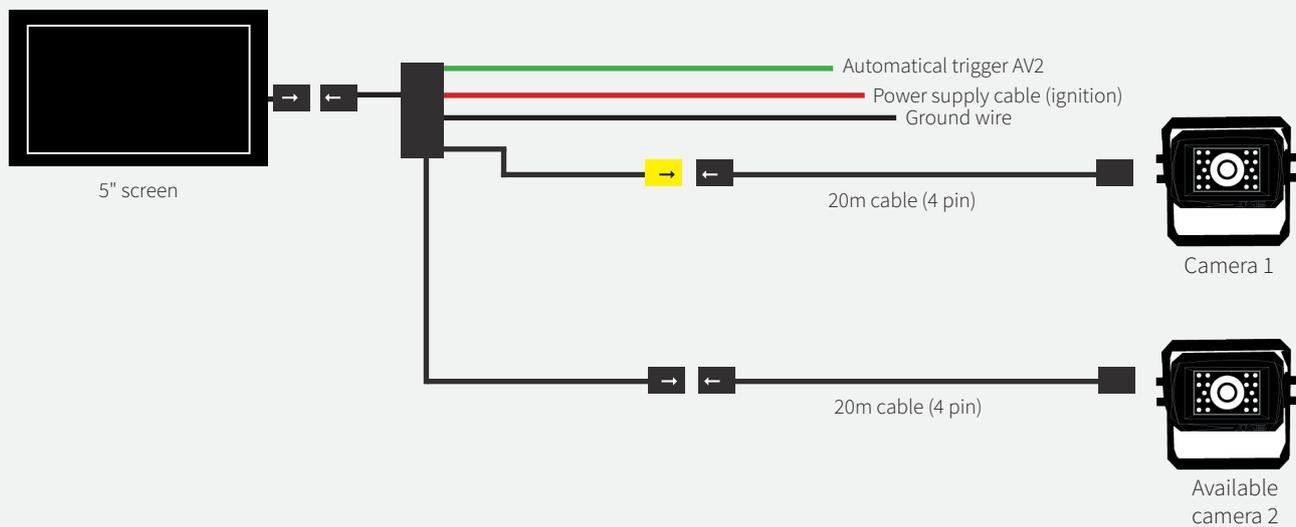 Automatical trigger AV2
Power supply cable (ignition)
Ground wire
5" screen
20m cable (4 pin)
Camera 1
20m cable (4 pin)
Available
camera 2